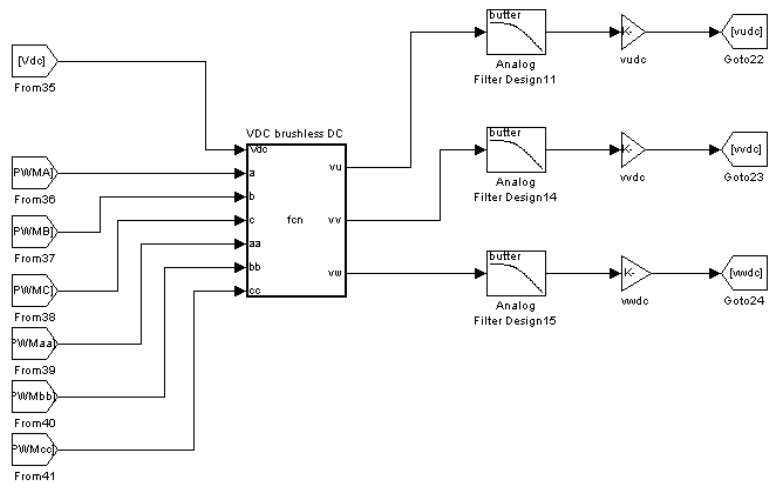 [Vdc]
From35
PWMA]
From36
PWMB]
From37
PWMC]
From38
PWMaa]
From39
PWMbb]
From40
PWMcc]
From41
VDC brushless DC
Vdc
a
b
c
aa
bb
cc
fcn
vu
vv
vw
butter
Analog
Filter Design11
K-
vudc
[vudc]
Goto22
butter
Analog
Filter Design14
K-
vvdc
[vvdc]
Goto23
butter
Analog
Filter Design15
K-
vwdc
[vwdc]
Goto24